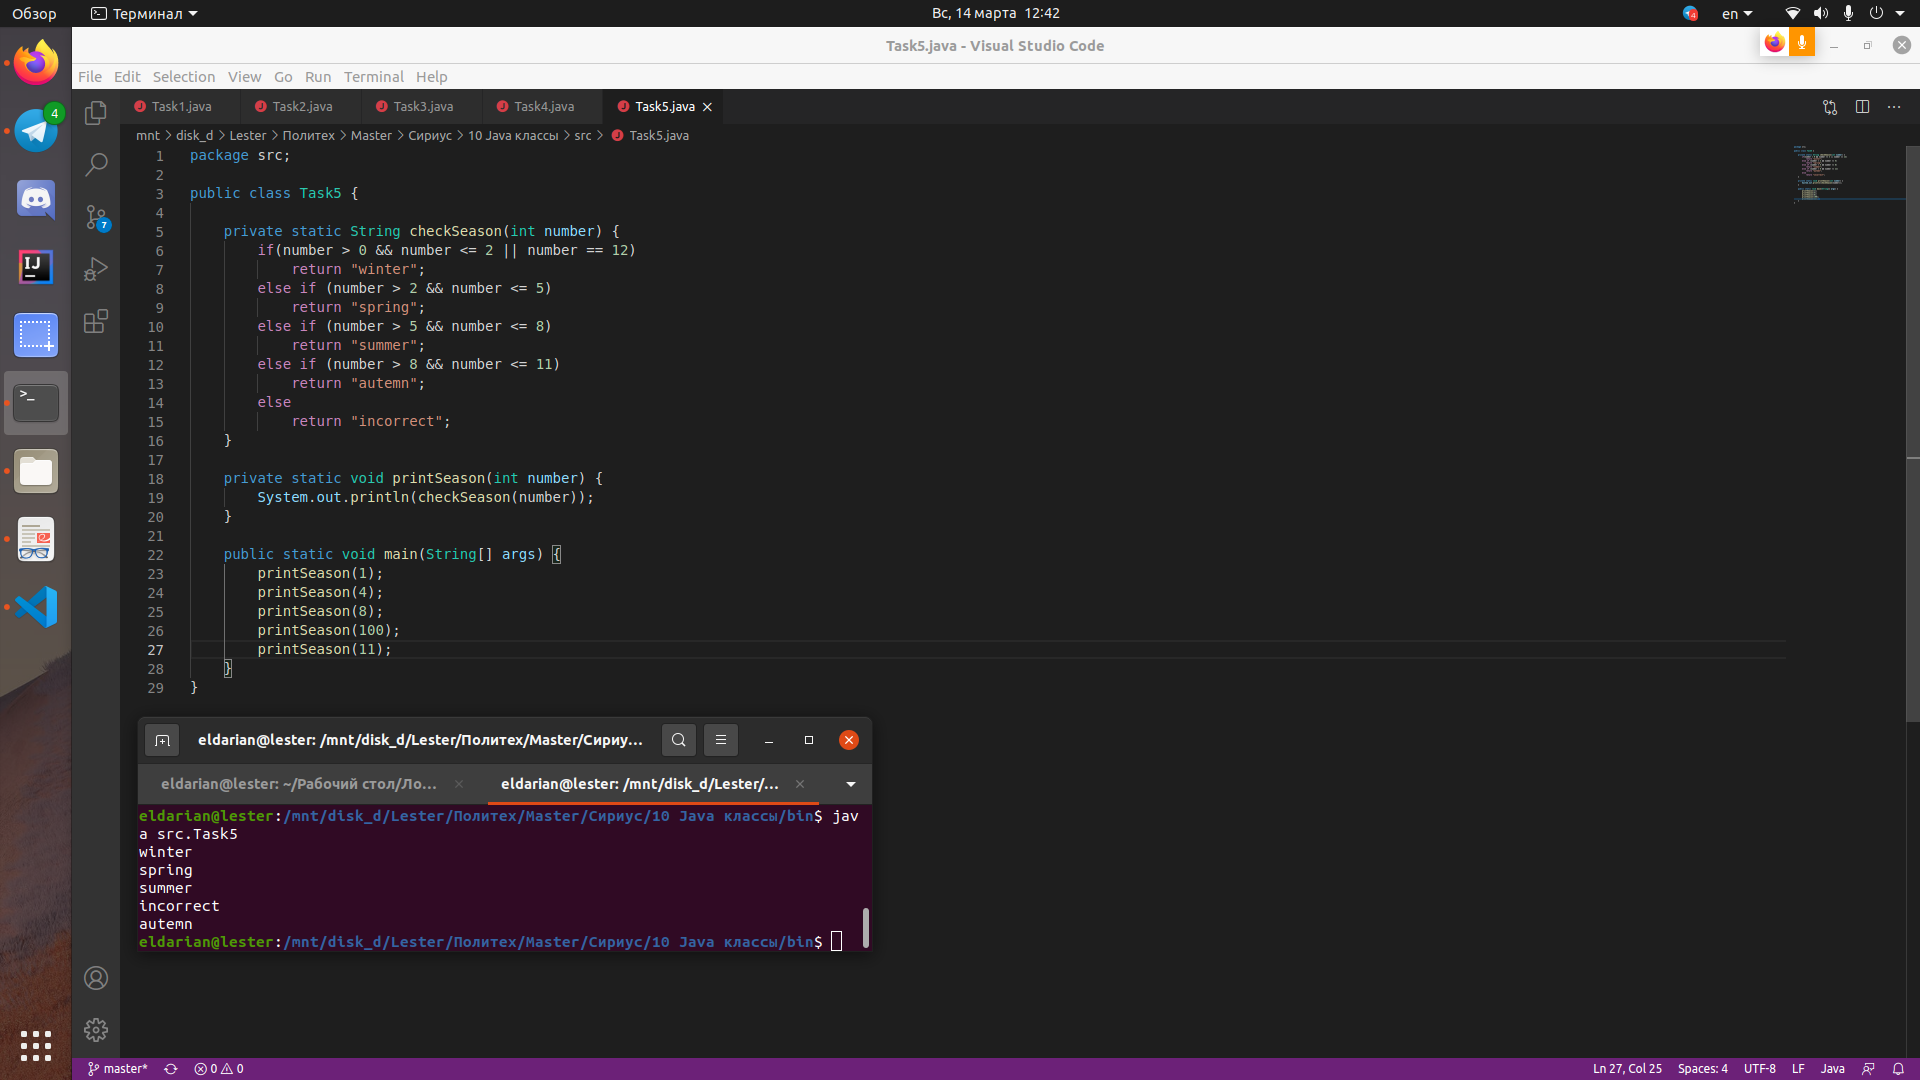 Обзор
Терминал
Вс, 14 марта 12:42
en
Task5.java - Visual Studio Code
File Edit Selection View Go Run Terminal Help
4
Task1.java
Task2.java
Task3.java
Task4.java
Task5.java
mnt > disk_d > Lester > Политех > Master > Сириус > 10 Java классы > src > Task5.java
7
1 package src;
2
3 public class Task5 {
4
5 private static String checkSeason(int number) {
6 if(number > 0 && number <= 2 || number == 12)
7 return "winter";
8 else if (number > 2 && number <= 5)
9 return "spring";
10 else if (number > 5 && number <= 8)
11 return "summer";
12 else if (number > 8 && number <= 11)
13 return "autemn";
14 else
15 return "incorrect";
16 }
17
18 private static void printSeason(int number) {
19 System.out.println(checkSeason(number));
20 }
21
22 public static void main(String[] args) {
23 printSeason(1);
24 printSeason(4);
25 printSeason(8);
26 printSeason(100);
27 printSeason(11);
28 }
29 }
eldarian@lester: /mnt/disk_d/Lester/Политех/Master/Сириу...
eldarian@lester: ~/Рабочий стол/Ло...
eldarian@lester: /mnt/disk_d/Lester/...
eldarian@lester:/mnt/disk_d/Lester/Политех/Master/Сириус/10 Java классы/bin$ jav
a src.Task5
winter
spring
summer
incorrect
autemn
eldarian@lester:/mnt/disk_d/Lester/Политех/Master/Сириус/10 Java классы/bin$
master*
0
0
Ln 27, Col 25
Spaces: 4
UTF-8
LF
Java